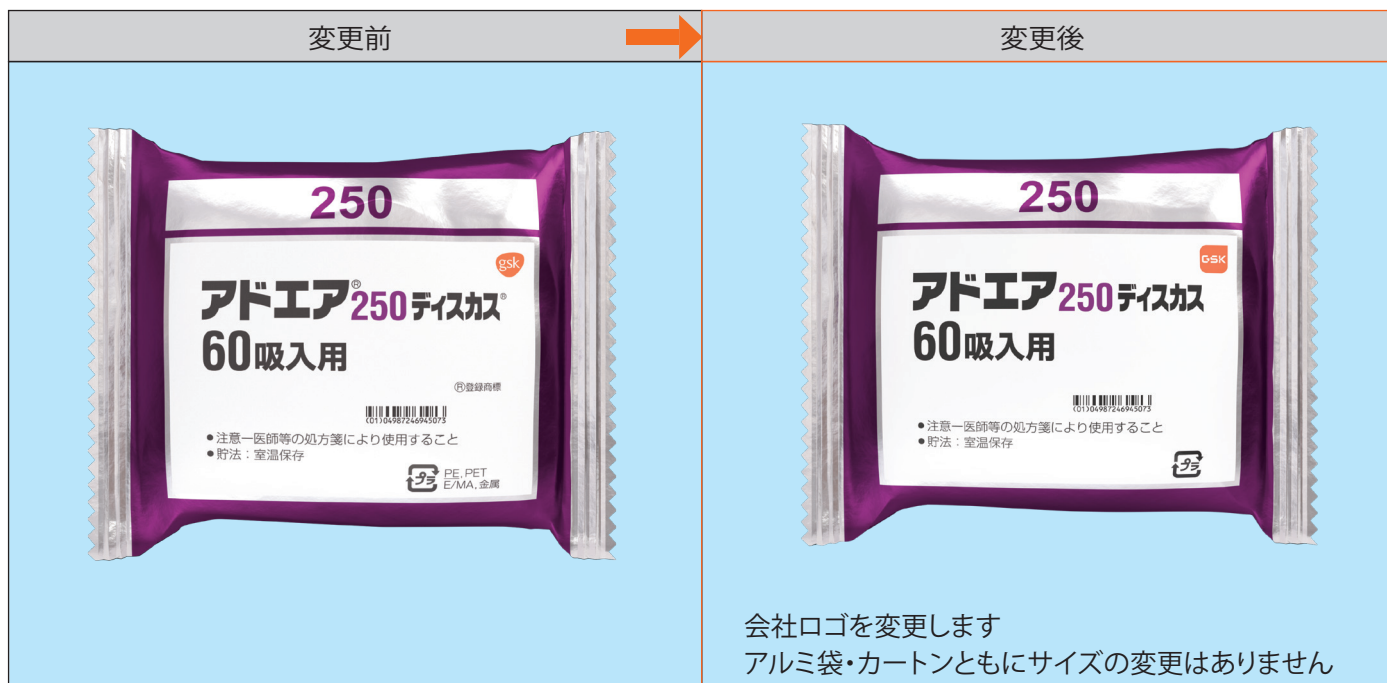 変更前
変更後
250
gsk
アドエア®250ディスカス®
60吸入用
Ⓡ登録商標
(01)04987246945073
●注意－医師等の処方箋により使用すること
●貯法：室温保存
プラ
PE, PET
E/MA, 金属
250
GSK
アドエア250ディスカス
60吸入用
(01)04987246945073
●注意－医師等の処方箋により使用すること
●貯法：室温保存
プラ
会社ロゴを変更します
アルミ袋・カートンともにサイズの変更はありません